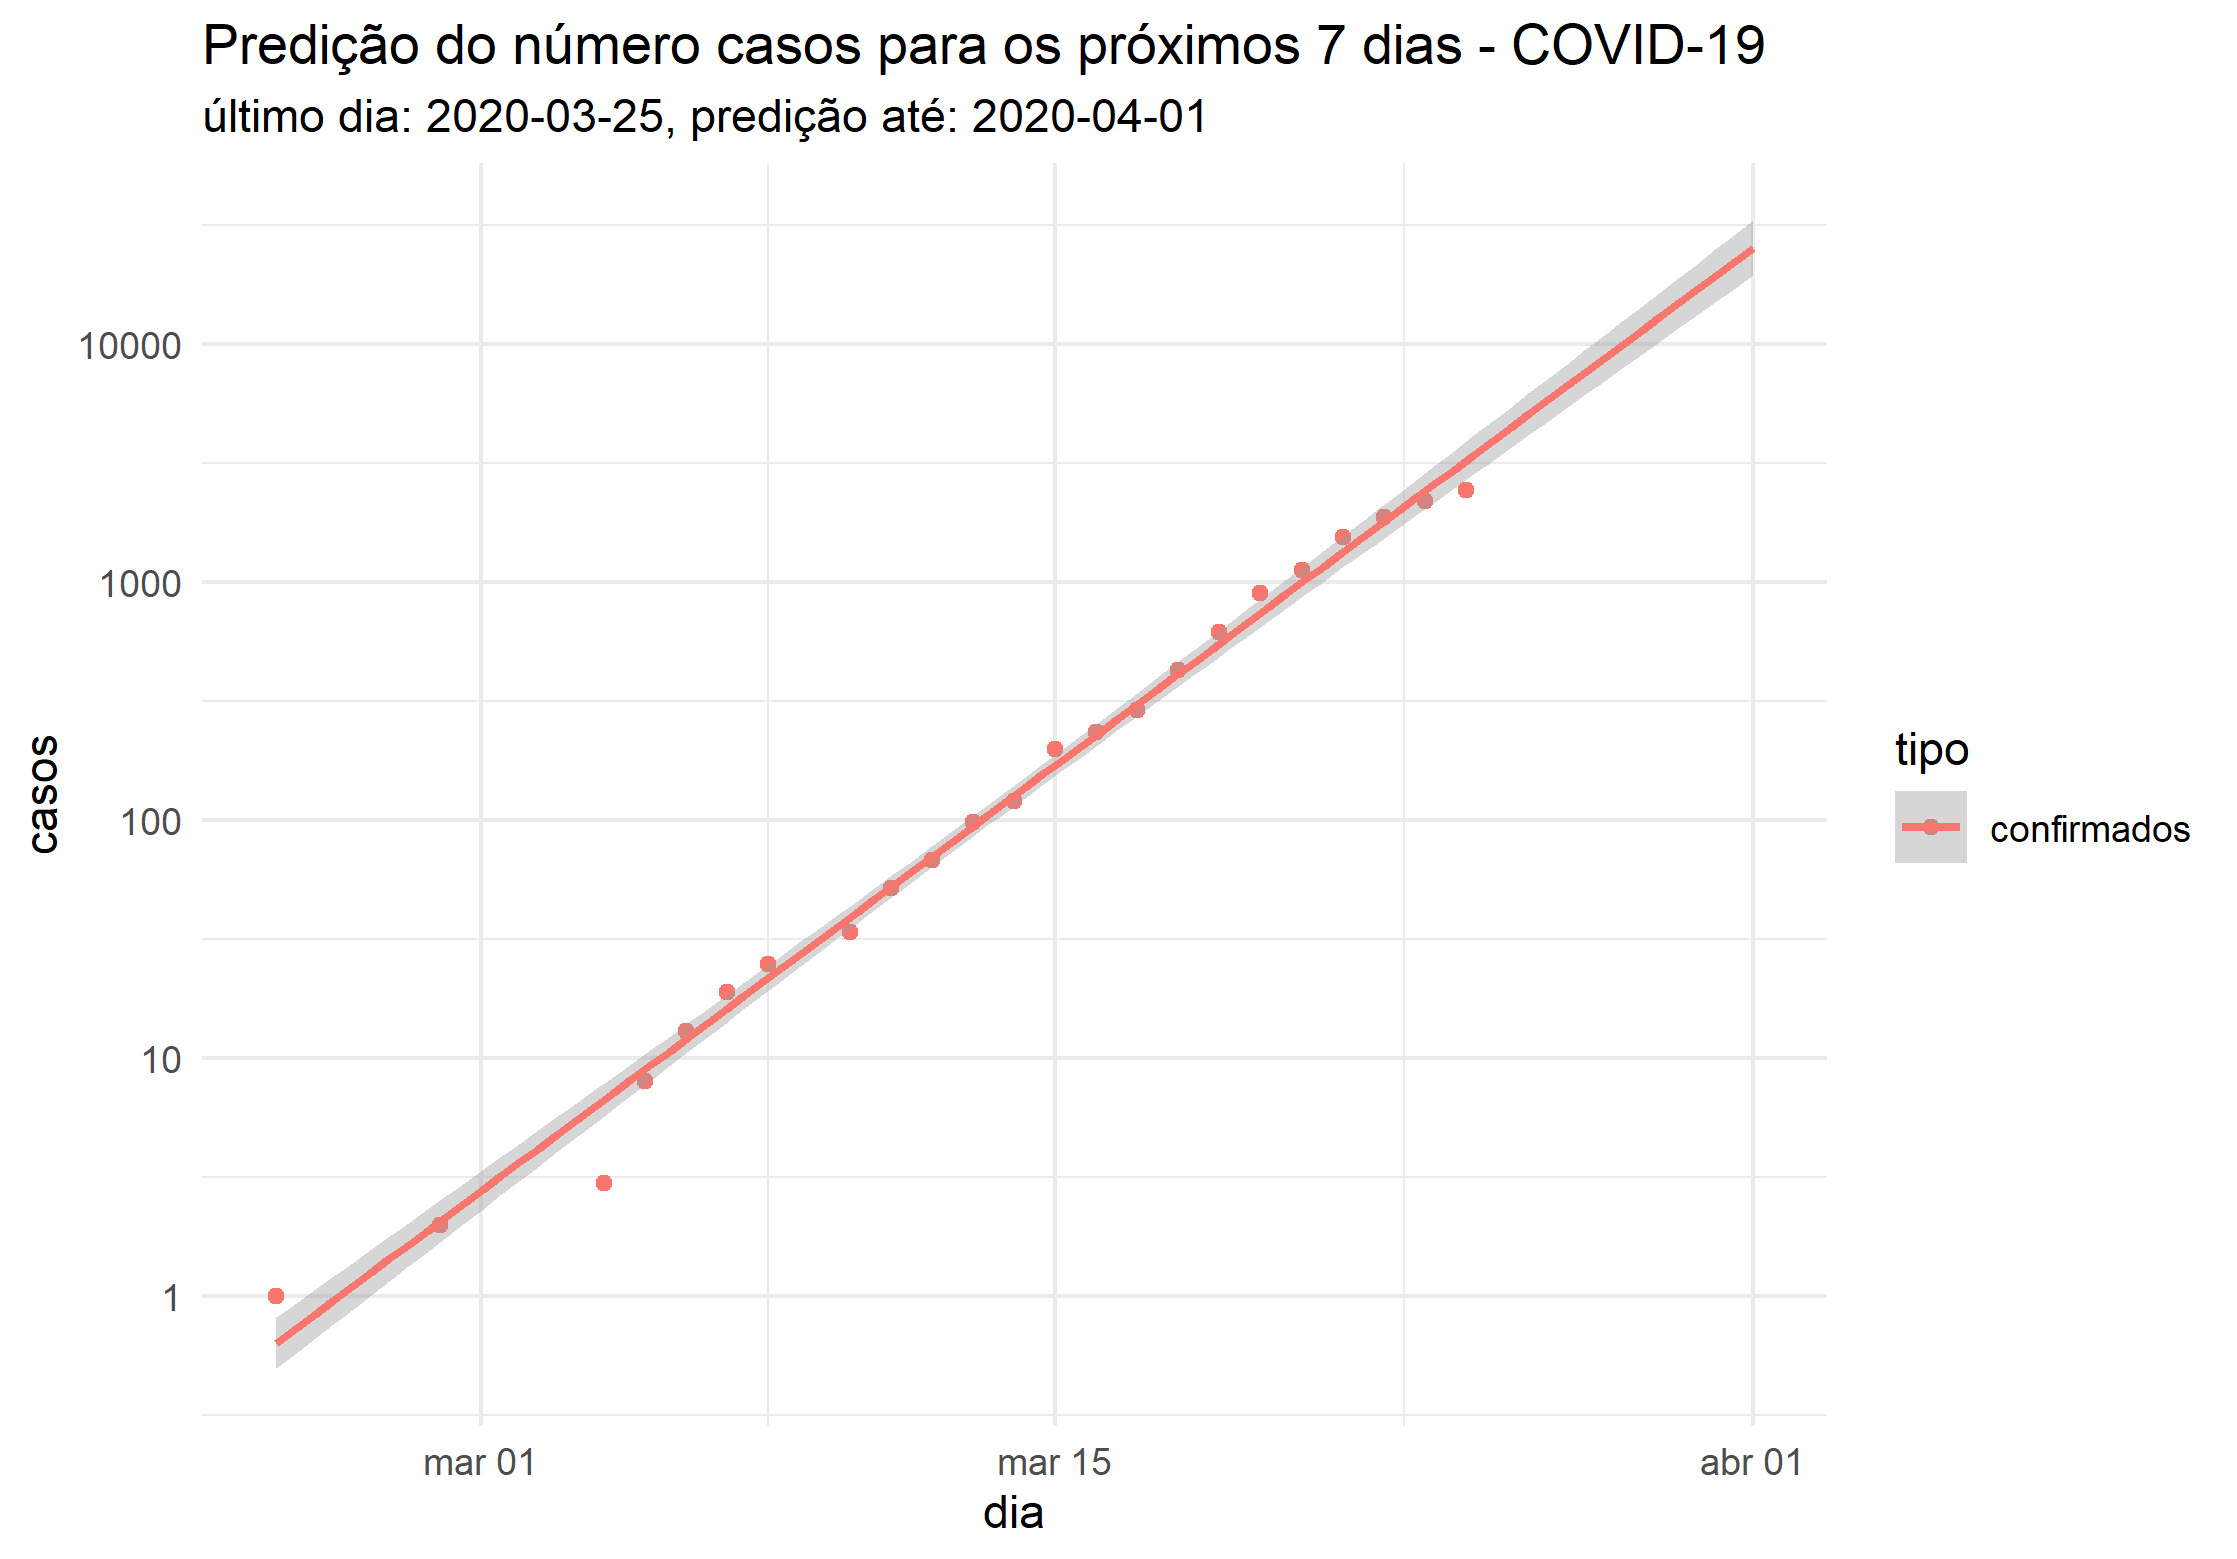 Predição do número casos para os próximos 7 dias - COVID-19
último dia: 2020-03-25, predição até: 2020-04-01
10000
1000
100
10
1
casos
mar 01
mar 15
abr 01
dia
tipo
confirmados